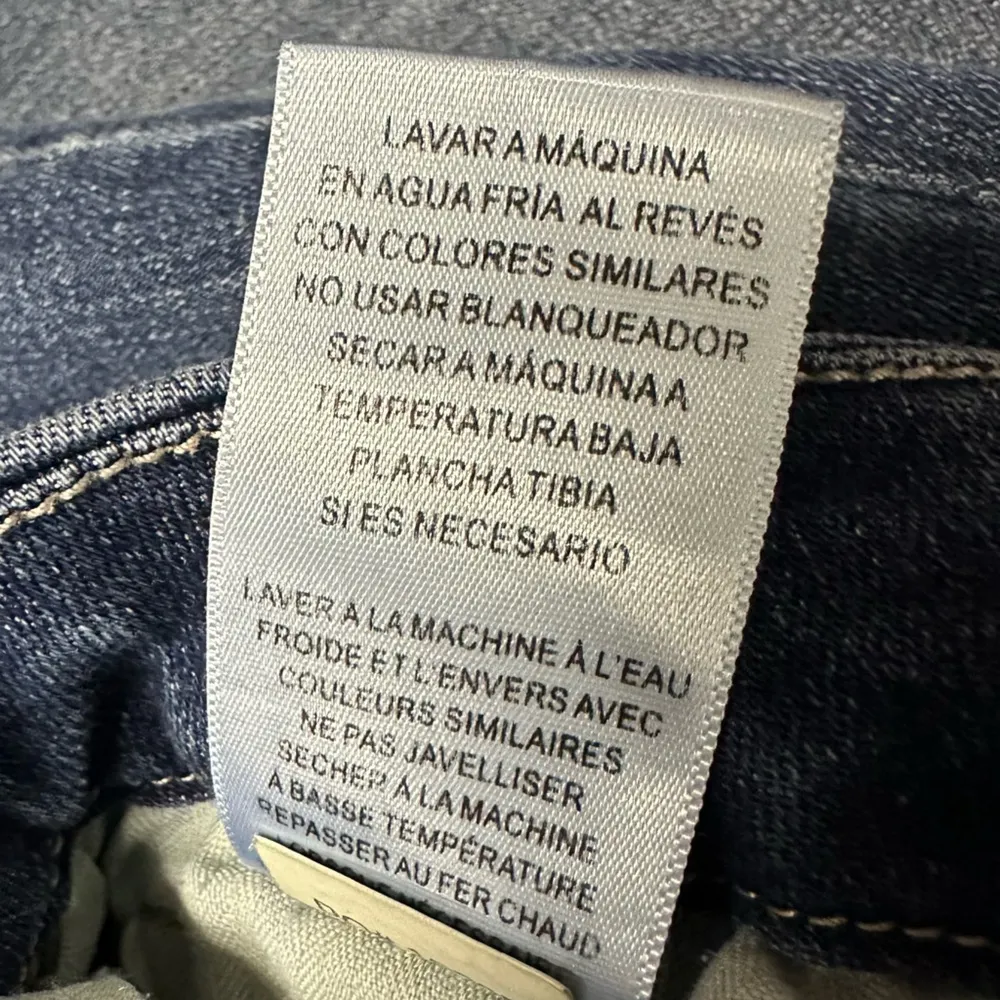 LAVAR A MÁQUINA
EN AGUA FRÍA AL REVÉS
CON COLORES SIMILARES
NO USAR BLANQUEADOR
SECAR A MÁQUINA A
TEMPERATURA BAJA
PLANCHA TIBIA
SI ES NECESARIO
LAVER À LA MACHINE À L'EAU
FROIDE ET L'ENVERS AVEC
COULEURS SIMILAIRES
NE PAS JAVELLISER
SÉCHER À LA MACHINE
À BASSE TEMPÉRATURE
REPASSER AU FER CHAUD